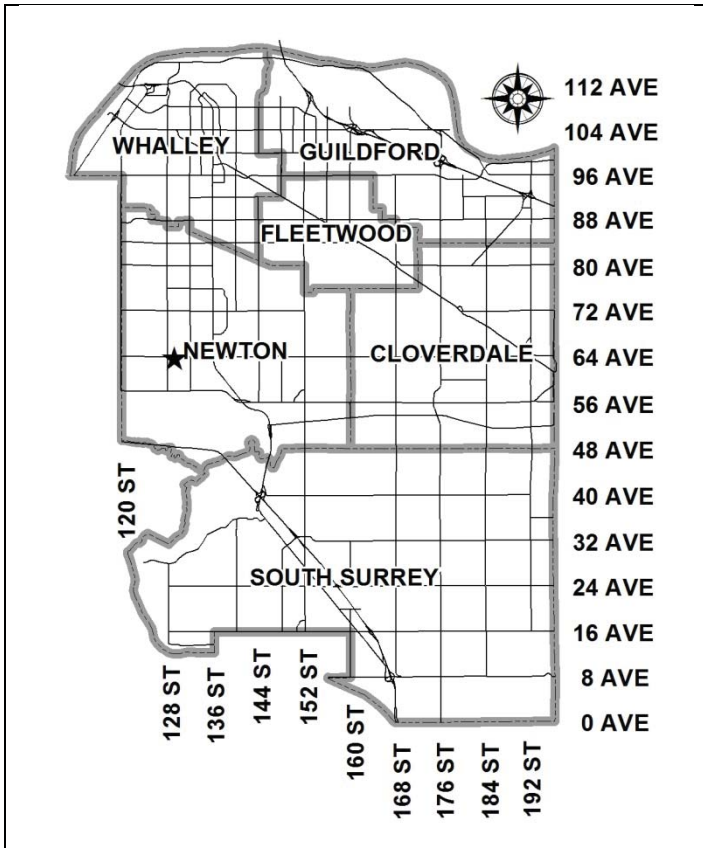 112 AVE
104 AVE
WHALLEY
GUILDFORD
96 AVE
88 AVE
FLEETWOOD
80 AVE
72 AVE
NEWTON
CLOVERDALE
64 AVE
56 AVE
48 AVE
120 ST
40 AVE
32 AVE
SOUTH SURREY
24 AVE
16 AVE
128 ST
136 ST
144 ST
152 ST
160 ST
8 AVE
0 AVE
168 ST
176 ST
184 ST
192 ST